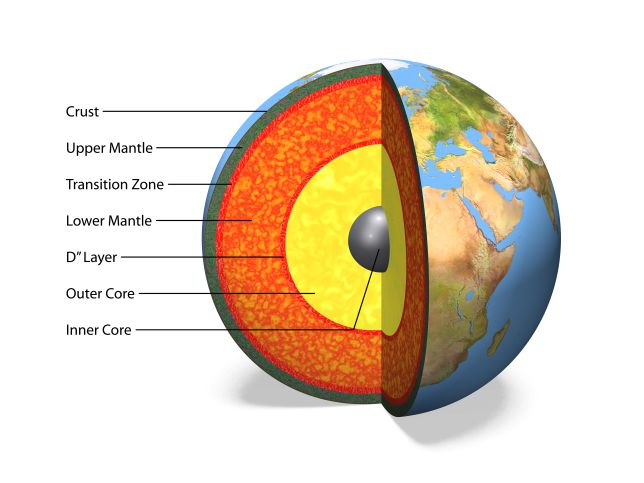 Crust
Upper Mantle
Transition Zone
Lower Mantle
D” Layer
Outer Core
Inner Core